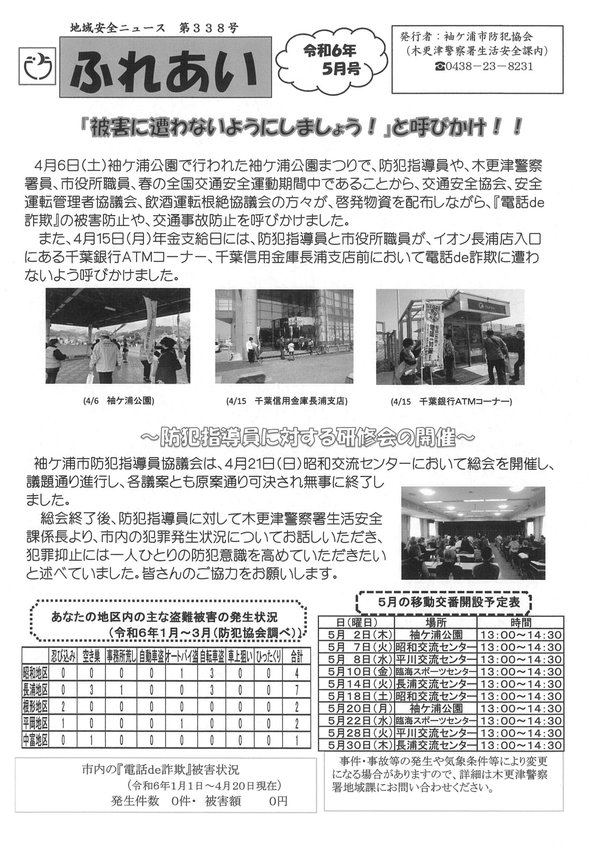 地域安全ニュース 第３３８号
ふれあい
令和6年
5月号
発行者：袖ケ浦市防犯協会
（木更津警察署生活安全課内）
☎0438－23－8231
『被害に遭わないようにしましょう！』と呼びかけ！！
4月6日(土)袖ケ浦公園で行われた袖ケ浦公園まつりで、防犯指導員や、木更津警察
署員、市役所職員、春の全国交通安全運動期間中であることから、交通安全協会、安全
運転管理者協議会、飲酒運転根絶協議会の方々が、啓発物資を配布しながら、『電話de
詐欺』の被害防止や、交通事故防止を呼びかけました。
また、4月15日(月)年金支給日には、防犯指導員と市役所職員が、イオン長浦店入口
にある千葉銀行ATMコーナー、千葉信用金庫長浦支店前において電話de詐欺に遭わ
ないよう呼びかけました。
(4/6 袖ケ浦公園)
(4/15 千葉信用金庫長浦支店)
(4/15 千葉銀行ATMコーナー)
～防犯指導員に対する研修会の開催～
袖ケ浦市防犯指導員協議会は、4月21日(日)昭和交流センターにおいて総会を開催し、
議題通り進行し、各議案とも原案通り可決され無事に終了し
ました。
総会終了後、防犯指導員に対して木更津警察署生活安全
課係長より、市内の犯罪発生状況についてお話しいただき、
犯罪抑止には一人ひとりの防犯意識を高めていただきたい
と述べていました。皆さんのご協力をお願いします。
あなたの地区内の主な盗難被害の発生状況
（令和6年1月～3月(防犯協会調べ)）
忍び込み 空き巣 事務所荒し 自動車盗 オートバイ盗 自転車盗 車上狙い ひったくり 合計
昭和地区 0 0 0 1 0 3 0 0 4
長浦地区 0 3 0 1 0 3 0 0 7
根形地区 2 0 0 0 0 0 0 0 2
平岡地区 1 0 0 0 1 0 0 0 2
中富地区 0 1 0 0 0 0 0 0 1
市内の『電話de詐欺』被害状況
（令和6年1月1日～4月20日現在）
発生件数 0件・ 被害額 0円
5月の移動交番開設予定表
日(曜日) 場所 時間
5月 2日(木) 袖ケ浦公園 13:00～14:30
5月 7日(火) 昭和交流センター 13:00～14:30
5月 8日(水) 平川交流センター 13:00～14:30
5月10日(金) 臨海スポーツセンター 13:00～14:30
5月14日(火) 長浦交流センター 13:00～14:30
5月18日(土) 昭和交流センター 13:00～14:30
5月20日(月) 袖ケ浦公園 13:00～14:30
5月22日(水) 臨海スポーツセンター 13:00～14:30
5月28日(火) 平川交流センター 13:00～14:30
5月30日(木) 長浦交流センター 13:00～14:30
事件・事故等の発生や気象条件等により変更
になる場合がありますので、詳細は木更津警察
署地域課にお問い合わせください。